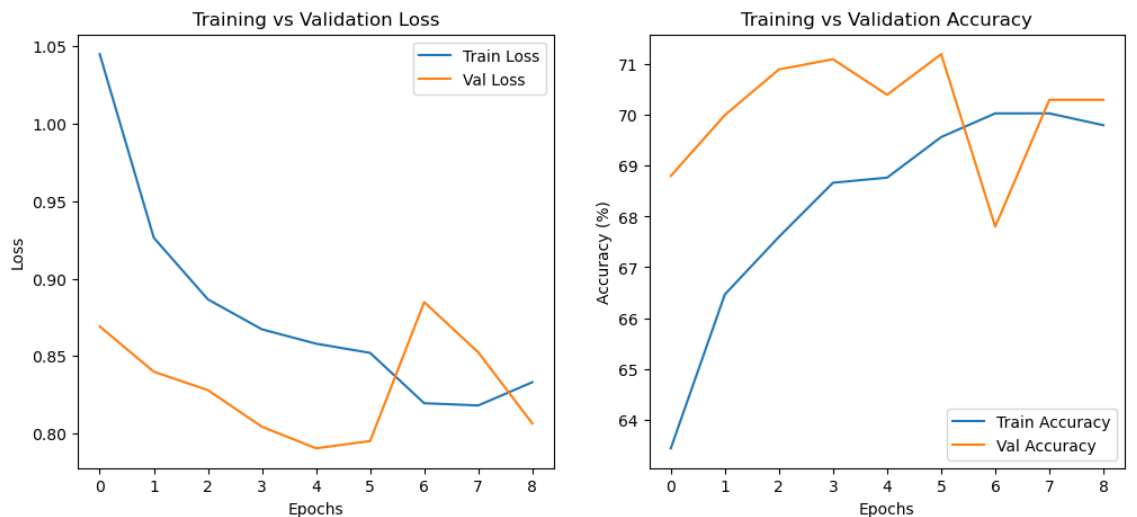 Training vs Validation Loss
1.05
1.00
0.95
0.90
0.85
0.80
Loss
Train Loss
Val Loss
0 1 2 3 4 5 6 7 8
Epochs
Training vs Validation Accuracy
71
70
69
68
67
66
65
64
Accuracy (%)
Train Accuracy
Val Accuracy
0 1 2 3 4 5 6 7 8
Epochs